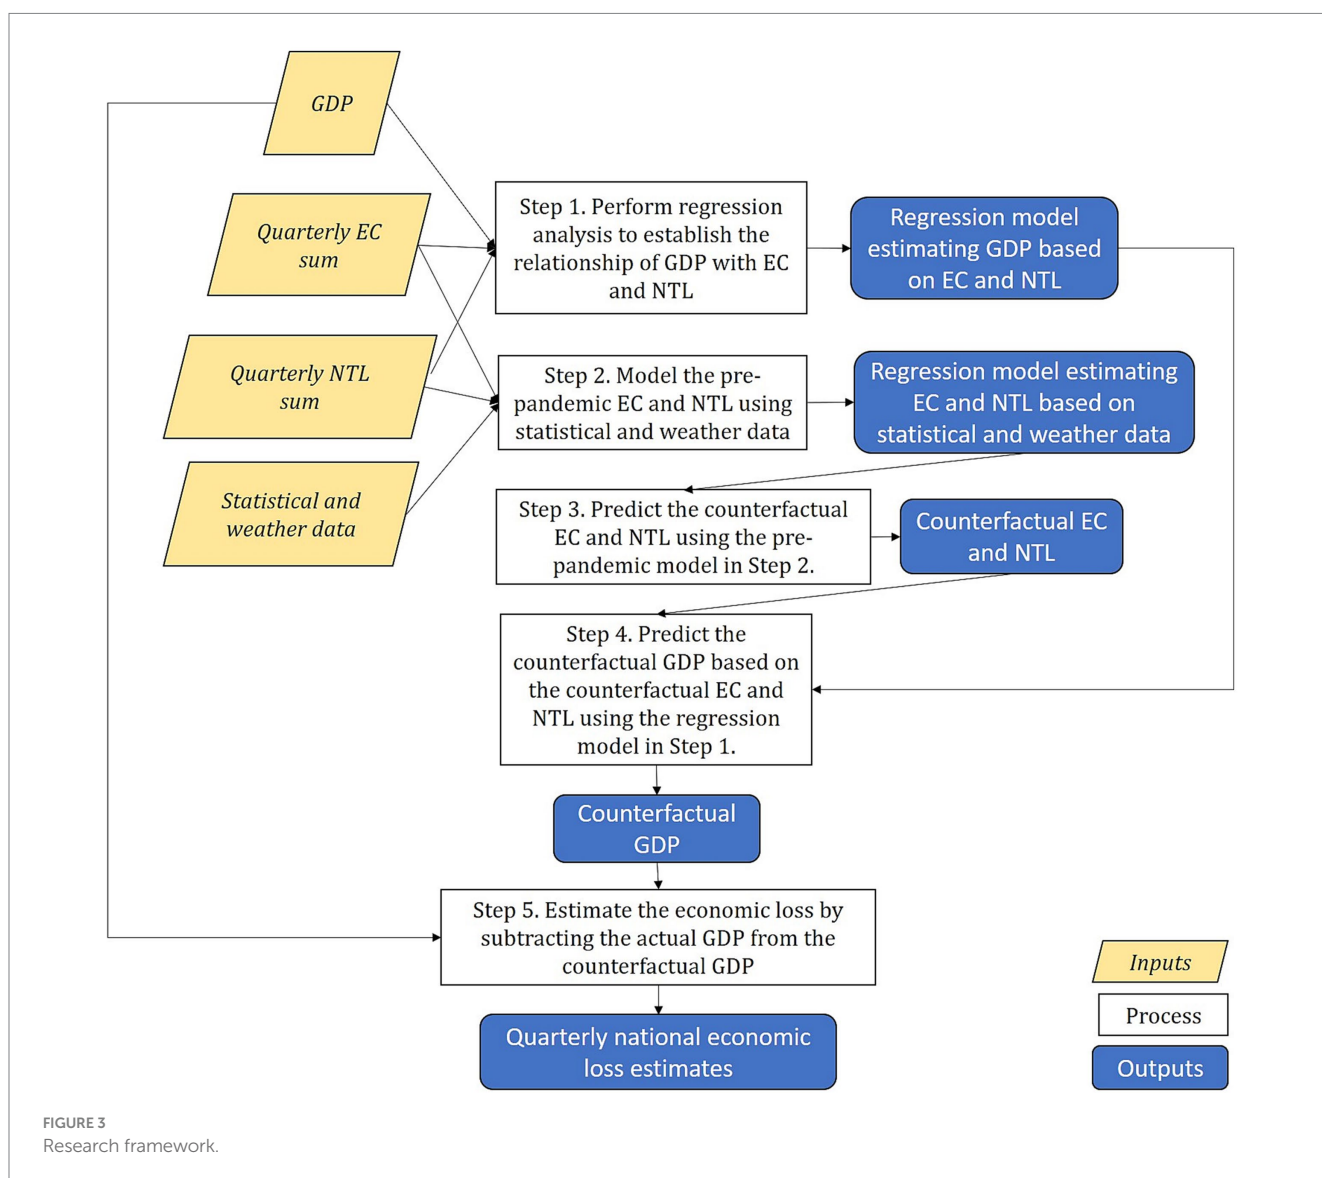 GDP
Quarterly EC
sum
Quarterly NTL
sum
Statistical and
weather data
Step 1. Perform regression
analysis to establish the
relationship of GDP with EC
and NTL
Regression model
estimating GDP based
on EC and NTL
Step 2. Model the pre-
pandemic EC and NTL using
statistical and weather data
Regression model estimating
EC and NTL based on
statistical and weather data
Step 3. Predict the counterfactual
EC and NTL using the pre-
pandemic model in Step 2.
Counterfactual EC
and NTL
Step 4. Predict the
counterfactual GDP based on
the counterfactual EC and
NTL using the regression
model in Step 1.
Counterfactual
GDP
Step 5. Estimate the economic loss by
subtracting the actual GDP from the
counterfactual GDP
Quarterly national economic
loss estimates
Inputs
Process
Outputs
FIGURE 3
Research framework.